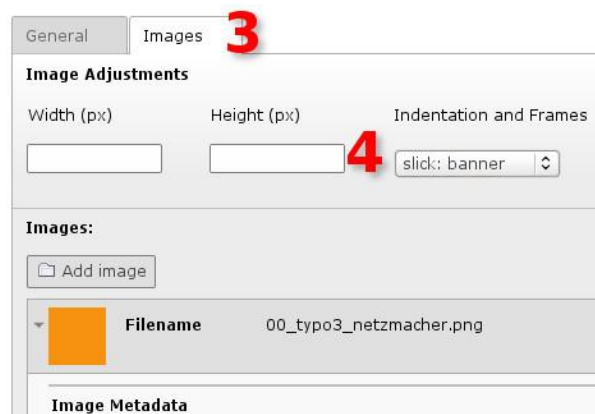 General Images 3
Image Adjustments
Width (px) Height (px) Indentation and Frames
4 slick: banner
Images:
Add image
Filename 00_typo3_netzmacher.png
Image Metadata